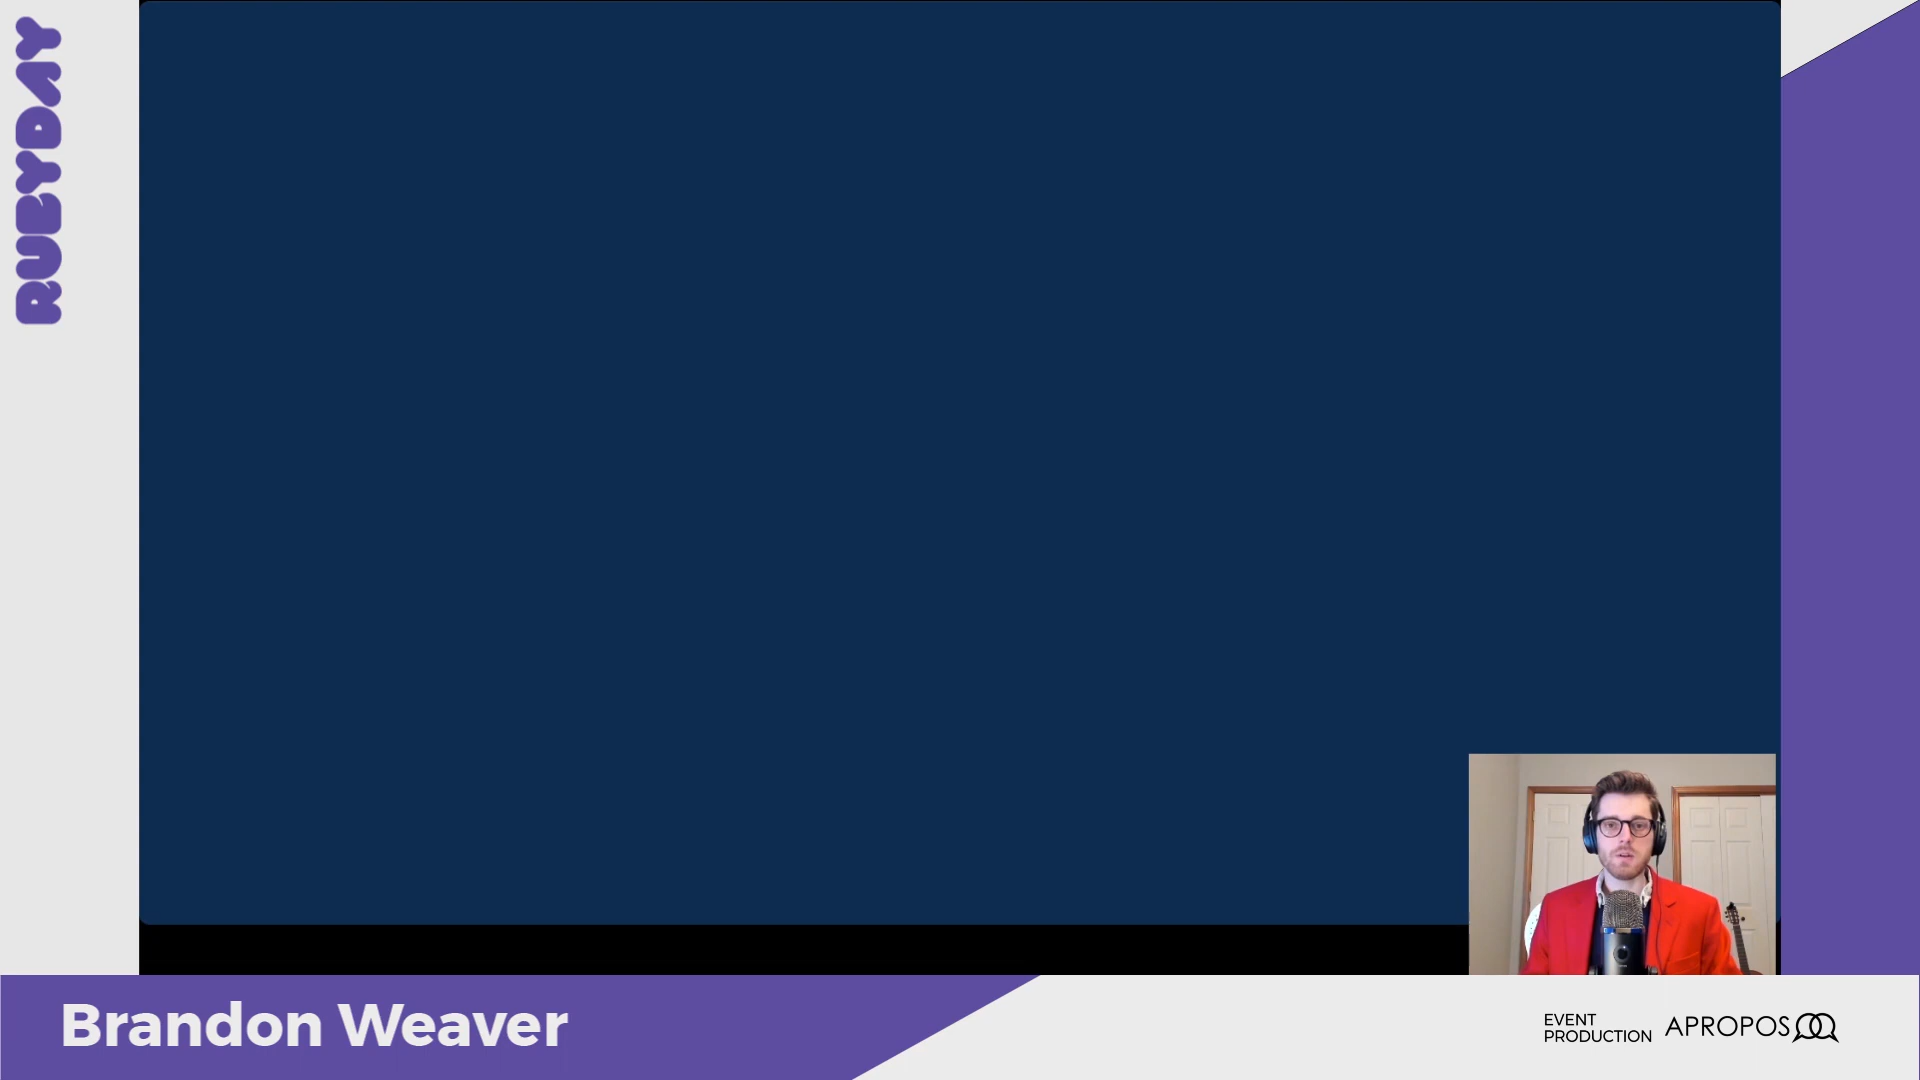 RUBYDAY
Brandon Weaver
EVENT
PRODUCTION
APROPOS